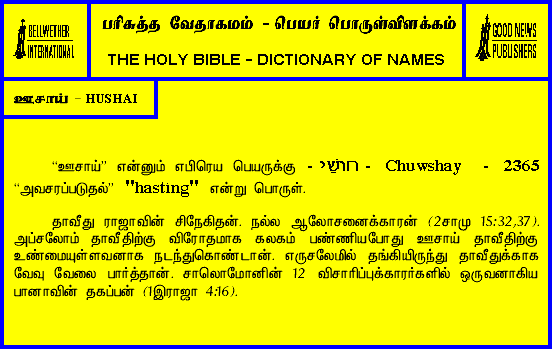 BELLWETHER
INTERNATIONAL
பரிசுத்த வேதாகமம் - பெயர் பொருள்விளக்கம்
THE HOLY BIBLE - DICTIONARY OF NAMES
GOOD NEWS
PUBLISHERS
ஊசாய் - HUSHAI
“ஊசாய்” என்னும் எபிரெய பெயருக்கு - חוּשַׁי - Chuwshay - 2365
“அவசரப்படுதல்” "hasting" என்று பொருள்.
தாவீது ராஜாவின் சிநேகிதன். நல்ல ஆலோசனைக்காரன் (2சாமு 15:32,37).
அப்சலோம் தாவீதிற்கு விரோதமாக கலகம் பண்ணியபோது ஊசாய் தாவீதிற்கு
உண்மையுள்ளவனாக நடந்துகொண்டான். எருசலேமில் தங்கியிருந்து தாவீதுக்காக
வேவு வேலை பார்த்தான். சாலொமோனின் 12 விசாரிப்புக்காரர்களில் ஒருவனாகிய
பானாவின் தகப்பன் (1இராஜா 4:16).